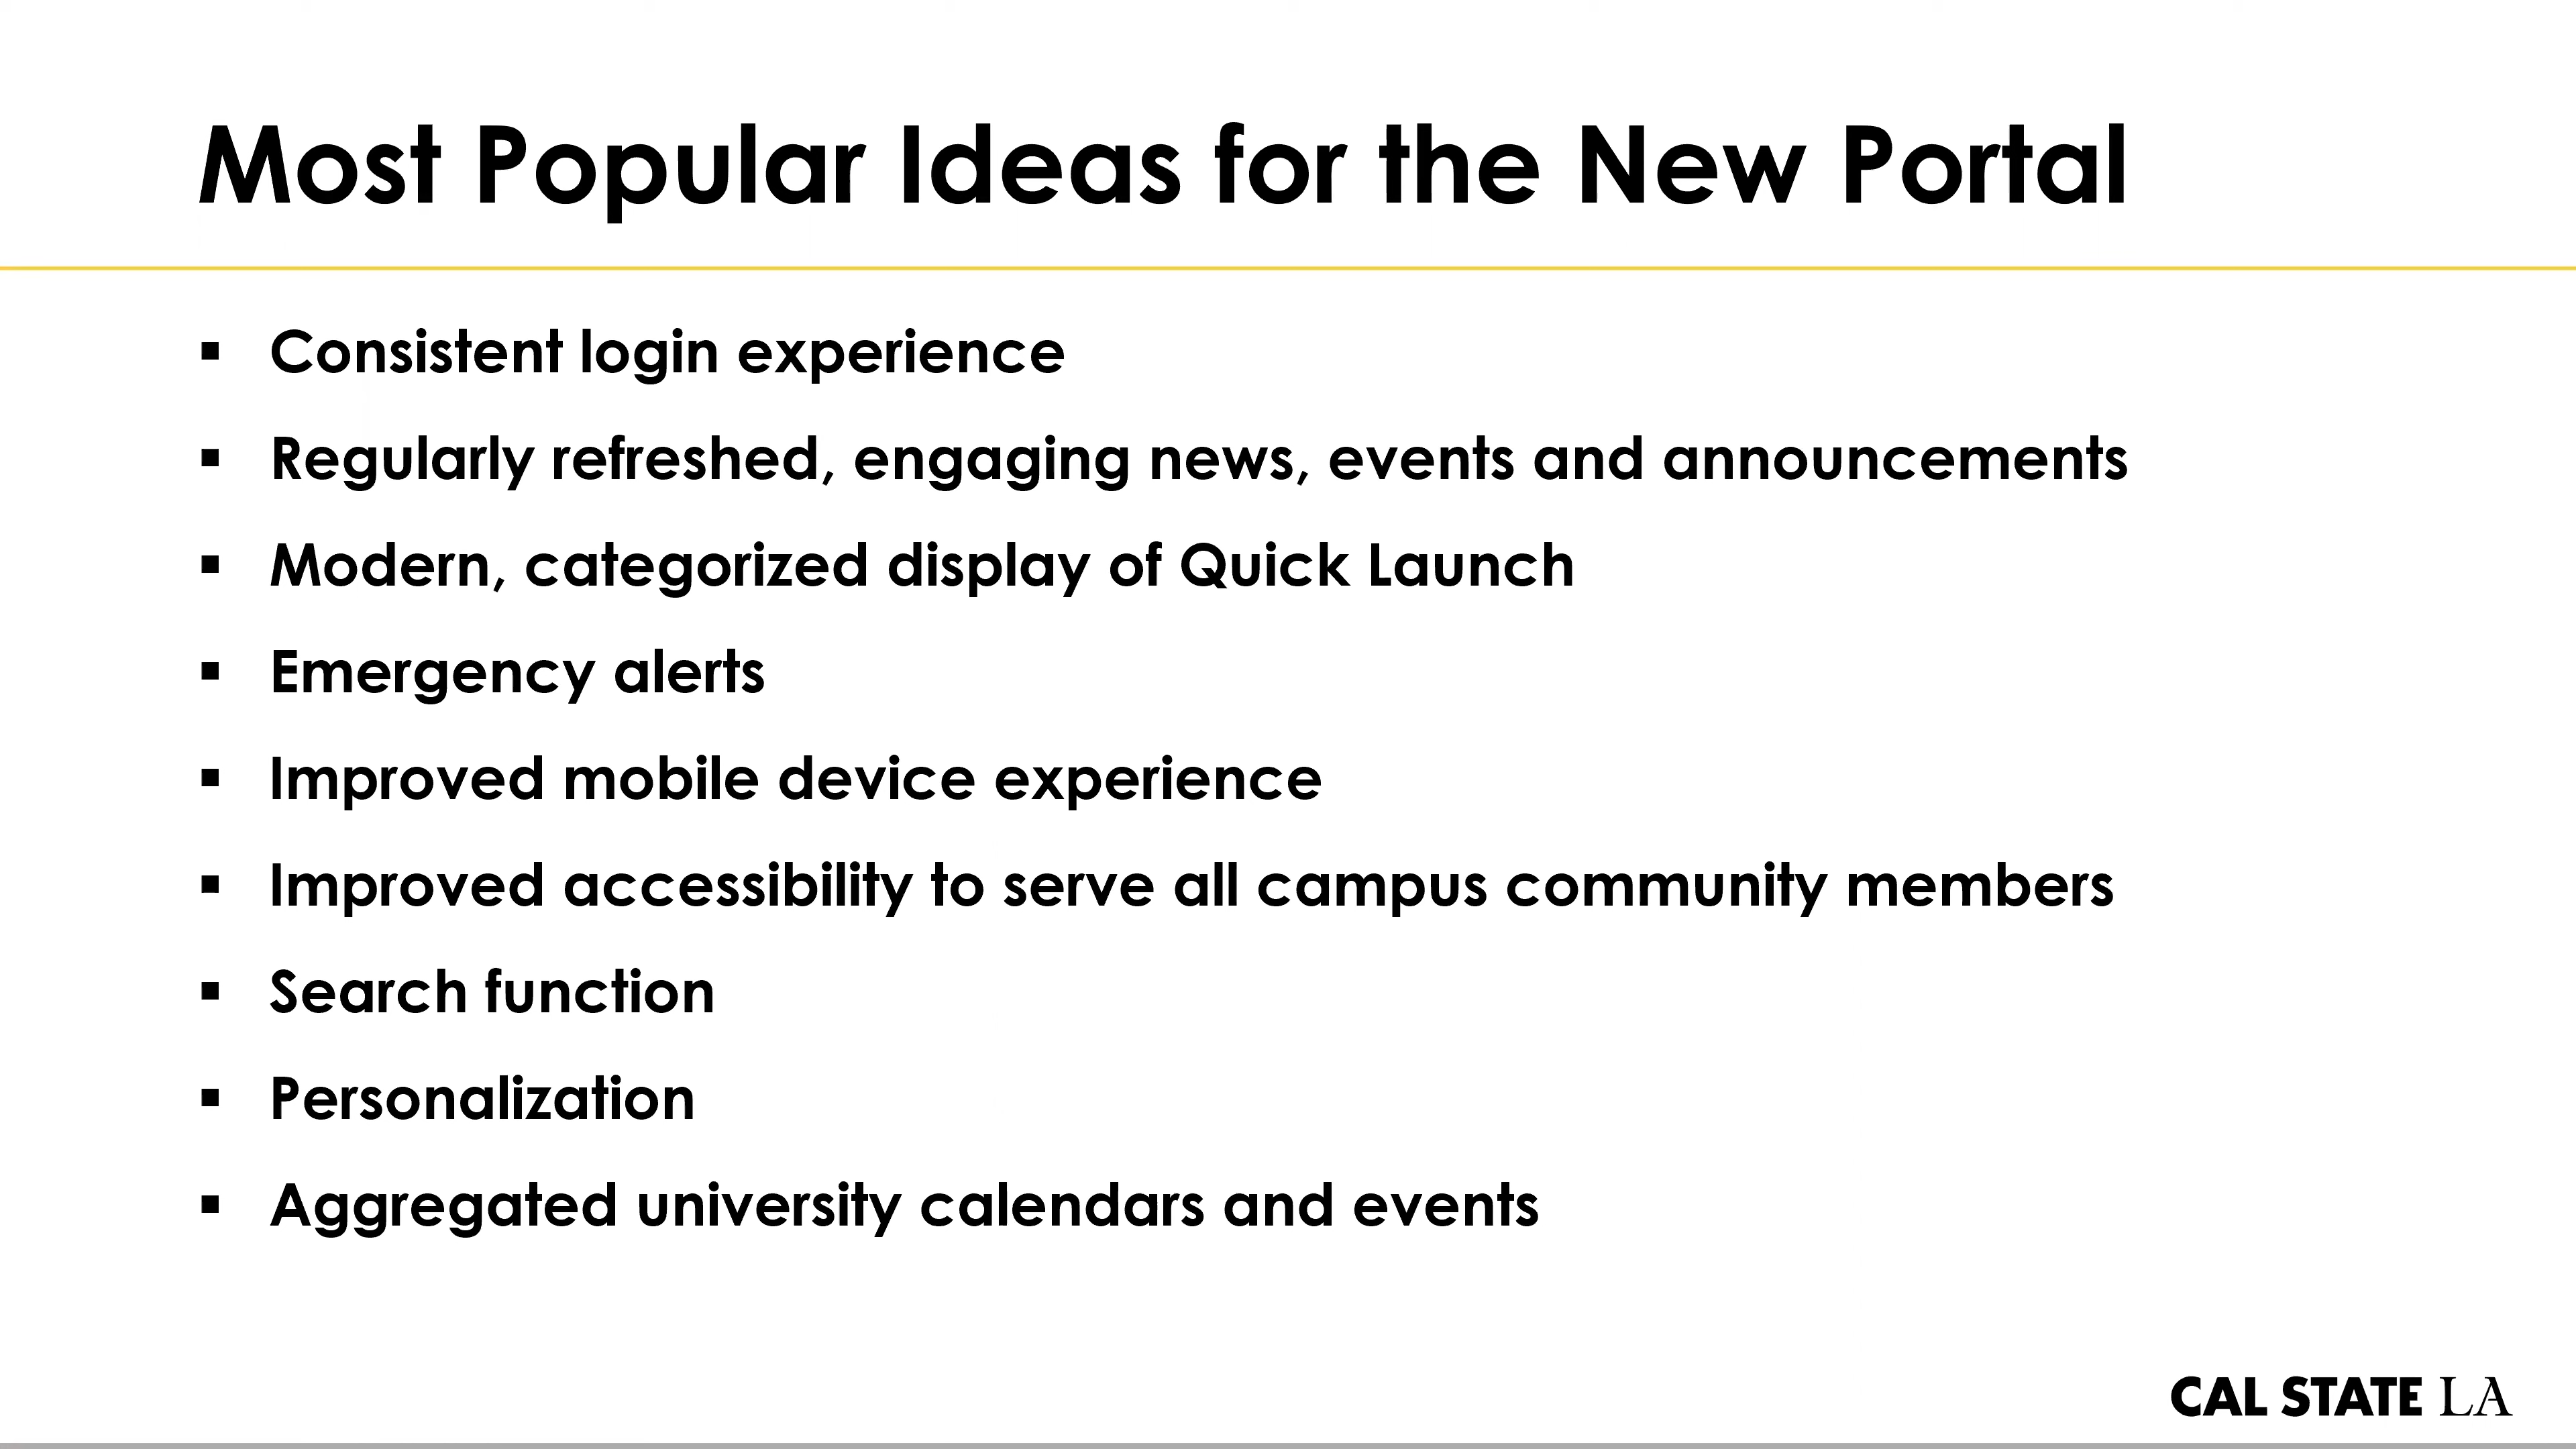 Most Popular Ideas for the New Portal
▪ Consistent login experience
▪ Regularly refreshed, engaging news, events and announcements
▪ Modern, categorized display of Quick Launch
▪ Emergency alerts
▪ Improved mobile device experience
▪ Improved accessibility to serve all campus community members
▪ Search function
▪ Personalization
▪ Aggregated university calendars and events
CAL STATE LA